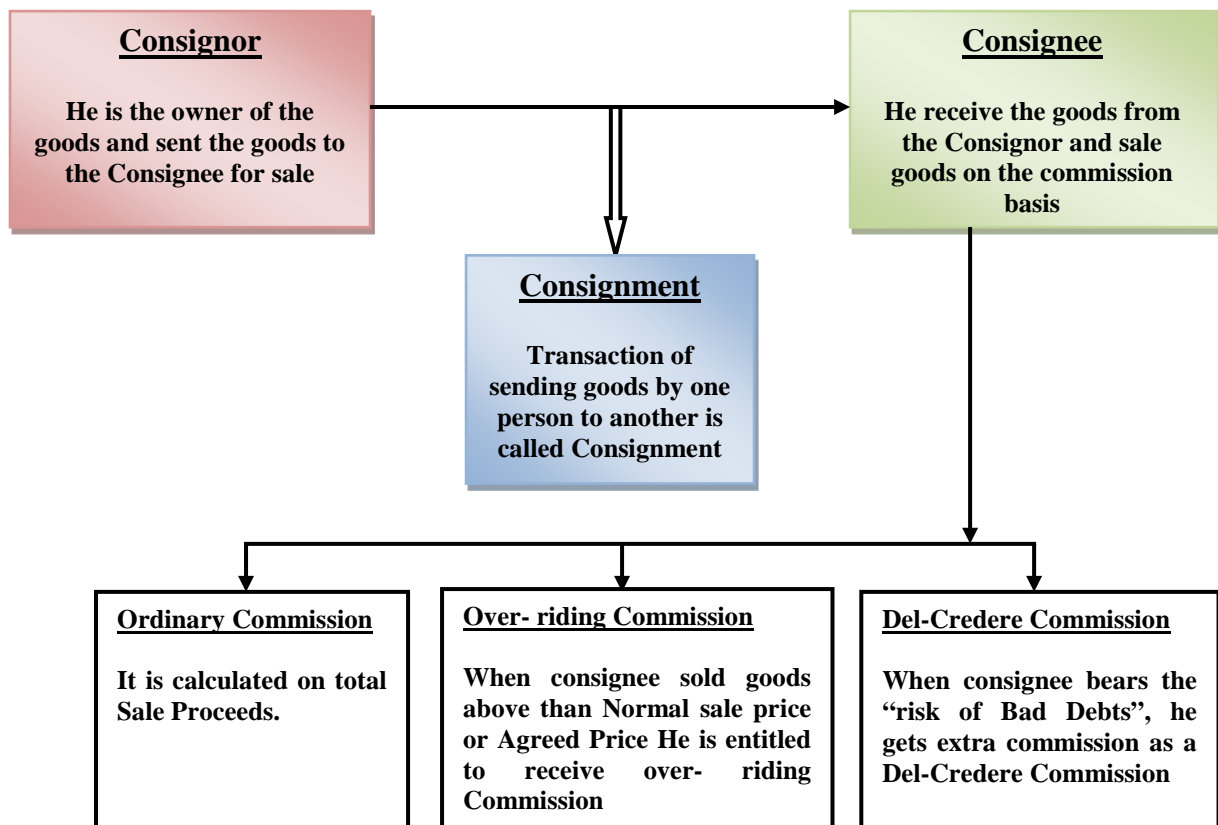 Consignor
He is the owner of the
goods and sent the goods to
the Consignee for sale
Consignee
He receive the goods from
the Consignor and sale
goods on the commission
basis
Consignment
Transaction of
sending goods by one
person to another is
called Consignment
Ordinary Commission
It is calculated on total
Sale Proceeds.
Over- riding Commission
When consignee sold goods
above than Normal sale price
or Agreed Price He is entitled
to receive over- riding
Commission
Del-Credere Commission
When consignee bears the
“risk of Bad Debts”, he
gets extra commission as a
Del-Credere Commission